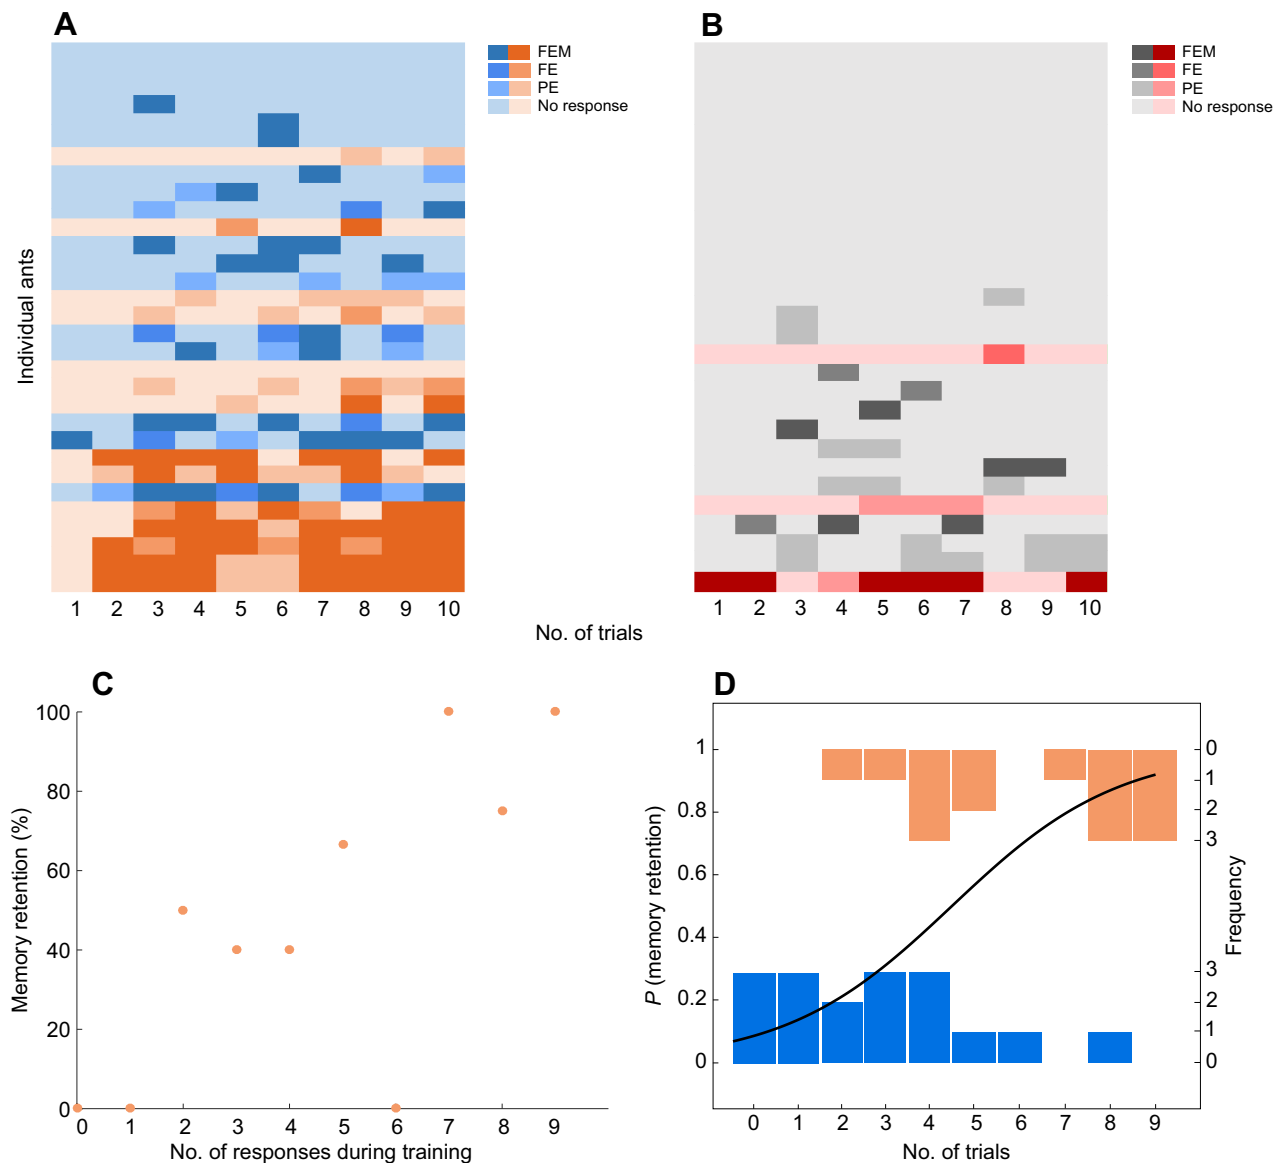 A
FEM
FE
PE
No response
Individual ants
1 2 3 4 5 6 7 8 9 10
B
FEM
FE
PE
No response
1 2 3 4 5 6 7 8 9 10
No. of trials
C
100
80
60
40
20
0
Memory retention (%)
0 1 2 3 4 5 6 7 8 9
No. of responses during training
D
1
0.8
0.6
0.4
0.2
0
P (memory retention)
0
1
2
3
3
2
1
0
Frequency
0 1 2 3 4 5 6 7 8 9
No. of trials